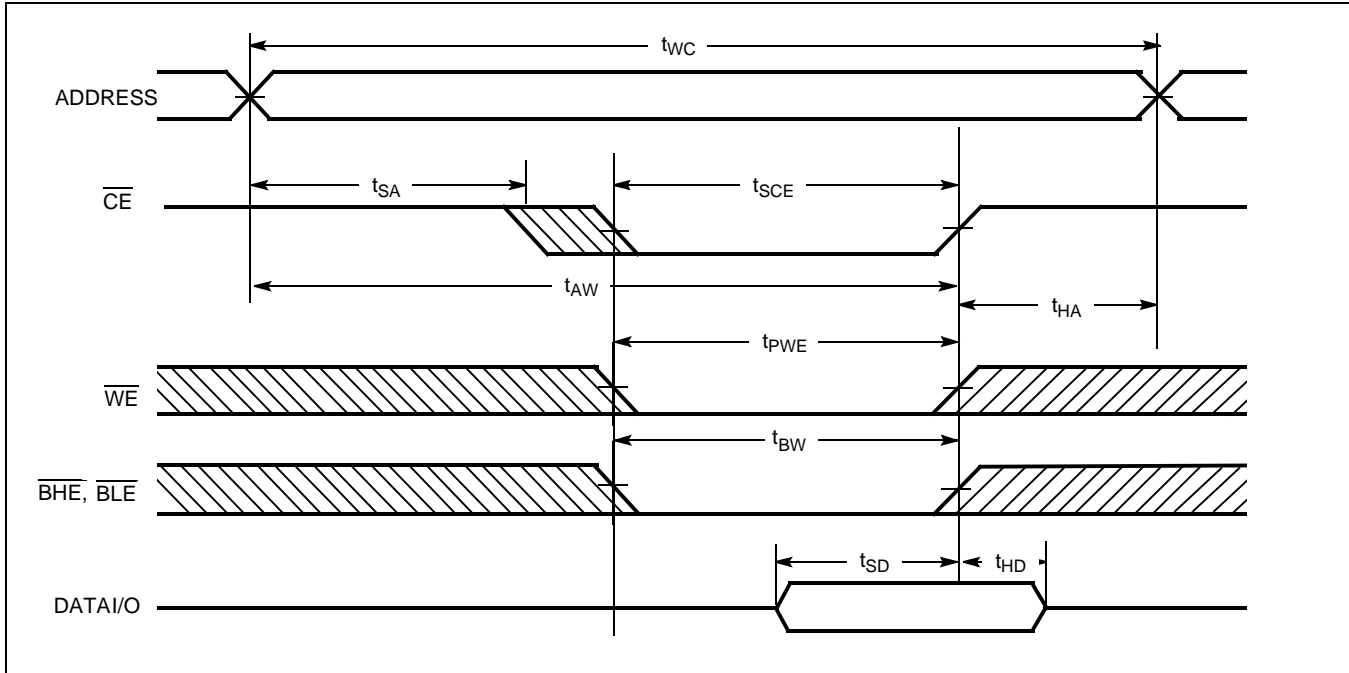 tWC
ADDRESS
tSA
tSCE
CE
tAW
tHA
tPWE
WE
tBW
BHE, BLE
tSD
tHD
DATAI/O